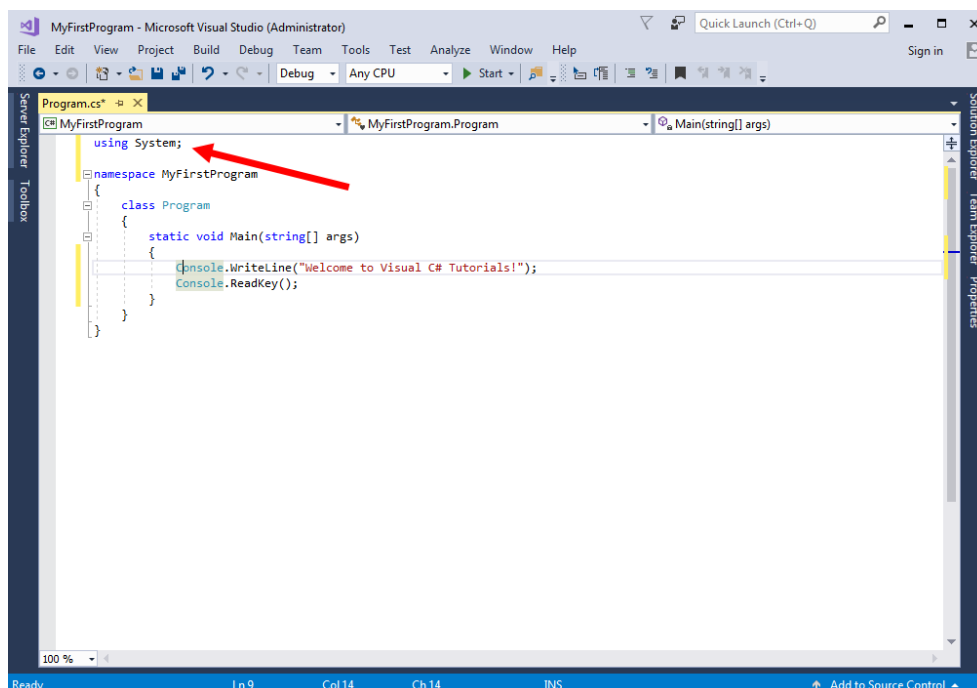 MyFirstProgram - Microsoft Visual Studio (Administrator)
Quick Launch (Ctrl+Q)
File Edit View Project Build Debug Team Tools Test Analyze Window Help
Sign in
Debug Any CPU Start
Server Explorer
Toolbox
Program.cs*
C# MyFirstProgram MyFirstProgram.Program Main(string[] args)
using System;
namespace MyFirstProgram
{
class Program
{
static void Main(string[] args)
{
Console.WriteLine("Welcome to Visual C# Tutorials!");
Console.ReadKey();
}
}
}
Solution Explorer
Team Explorer
Properties
100 %
Ready Ln 9 Col 14 Ch 14 INS Add to Source Control